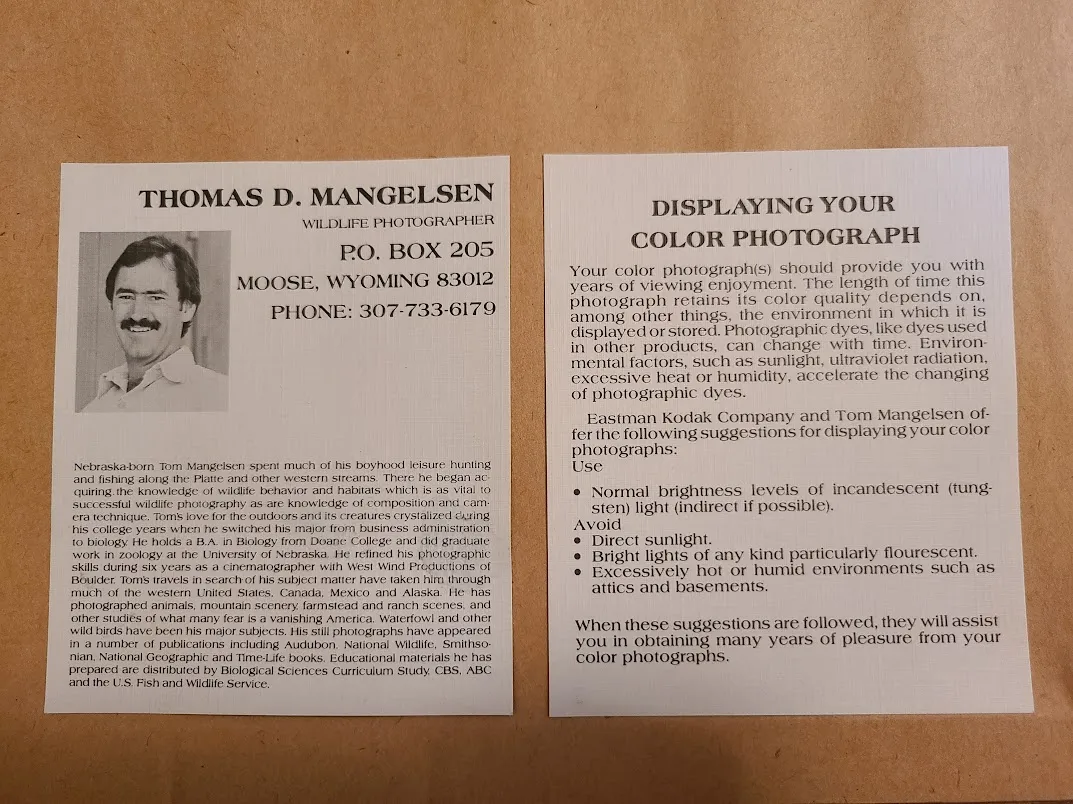 THOMAS D. MANGELSEN
WILDLIFE PHOTOGRAPHER
P.O. BOX 205
MOOSE, WYOMING 83012
PHONE: 307-733-6179
Nebraska-born Tom Mangelsen spent much of his boyhood leisure hunting
and fishing along the Platte and other western streams. There he began ac-
quiring the knowledge of wildlife behavior and habitats which is as vital to
successful wildlife photography as are knowledge of composition and cam-
era technique. Tom's love for the outdoors and its creatures crystalized during
his college years when he switched his major from business administration
to biology. He holds a B.A. in Biology from Doane College and did graduate
work in zoology at the University of Nebraska. He refined his photographic
skills during six years as a cinematographer with West Wind Productions of
Boulder. Tom's travels in search of his subject matter have taken him through
much of the western United States, Canada, Mexico and Alaska. He has
photographed animals, mountain scenery, farmstead and ranch scenes, and
other studies of what many fear is a vanishing America. Waterfowl and other
wild birds have been his major subjects. His still photographs have appeared
in a number of publications including Audubon, National Wildlife, Smithso-
nian, National Geographic and Time-Life books. Educational materials he has
prepared are distributed by Biological Sciences Curriculum Study, CBS, ABC
and the U.S. Fish and Wildlife Service.
DISPLAYING YOUR
COLOR PHOTOGRAPH
Your color photograph(s) should provide you with
years of viewing enjoyment. The length of time this
photograph retains its color quality depends on,
among other things, the environment in which it is
displayed or stored. Photographic dyes, like dyes used
in other products, can change with time. Environ-
mental factors, such as sunlight, ultraviolet radiation,
excessive heat or humidity, accelerate the changing
of photographic dyes.
Eastman Kodak Company and Tom Mangelsen of-
fer the following suggestions for displaying your color
photographs:
Use
• Normal brightness levels of incandescent (tung-
sten) light (indirect if possible).
Avoid
• Direct sunlight.
• Bright lights of any kind particularly flourescent.
• Excessively hot or humid environments such as
attics and basements.
When these suggestions are followed, they will assist
you in obtaining many years of pleasure from your
color photographs.